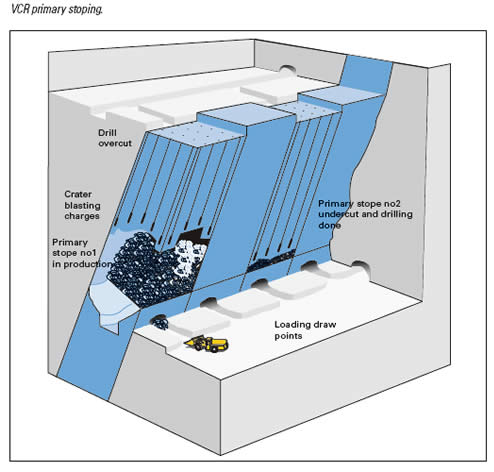 VCR primary stoping.
Drill
overcut
Crater
blasting
charges
Primary
stope no1
in production
Primary stope no2
undercut and drilling
done
Loading draw
points